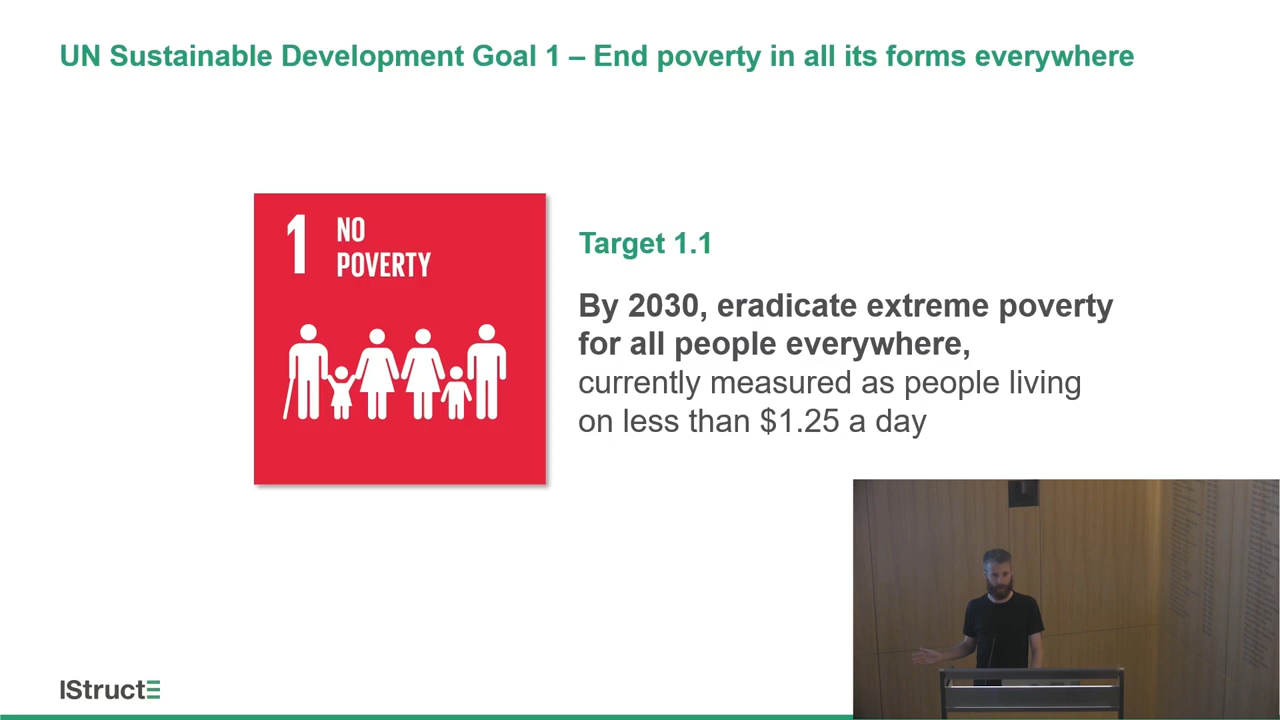 UN Sustainable Development Goal 1 – End poverty in all its forms everywhere
1 NO
POVERTY
Target 1.1
By 2030, eradicate extreme poverty
for all people everywhere,
currently measured as people living
on less than $1.25 a day
IStructE